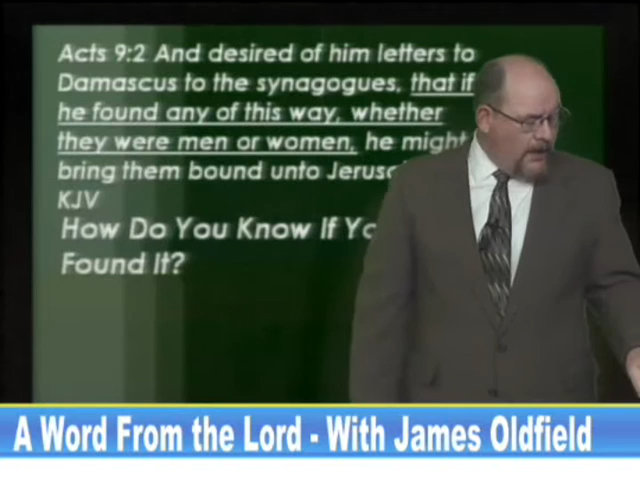 Acts 9:2 And desired of him letters to
Damascus to the synagogues, that if
he found any of this way, whether
they were men or women, he might
bring them bound unto
KJV
How Do You Know If
Found It?
A Word From the Lord - With James Oldfield